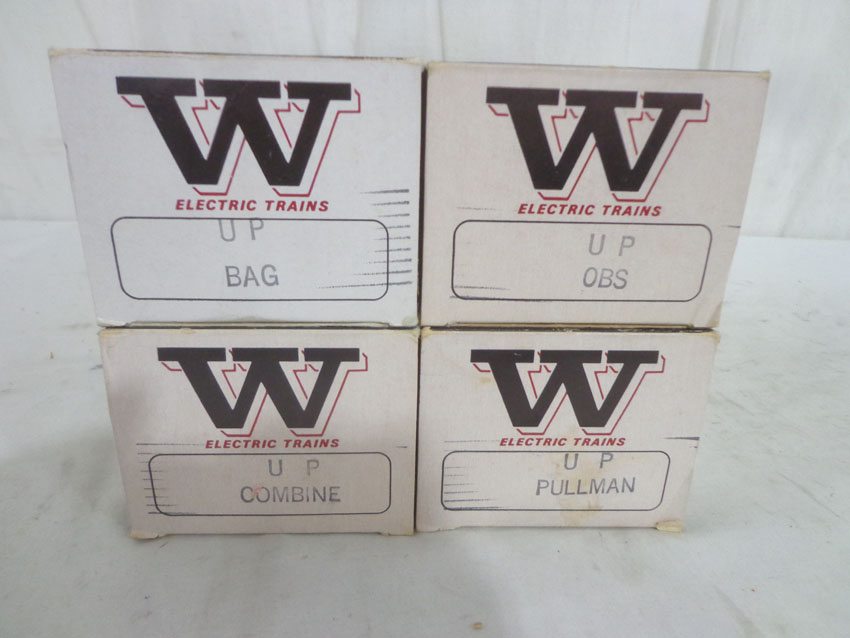 W
ELECTRIC TRAINS
U P
BAG
W
ELECTRIC TRAINS
U P
OBS
W
ELECTRIC TRAINS
U P
COMBINE
W
ELECTRIC TRAINS
U P
PULLMAN